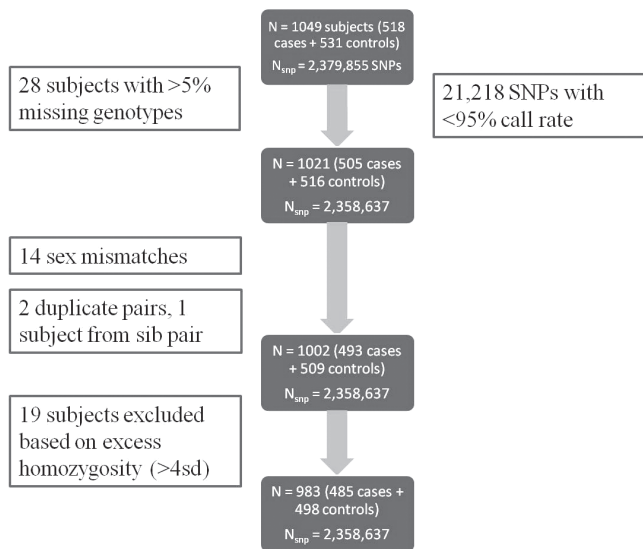 N = 1049 subjects (518
cases + 531 controls)
Nsnp = 2,379,855 SNPs
28 subjects with >5%
missing genotypes
21,218 SNPs with
<95% call rate
N = 1021 (505 cases
+ 516 controls)
Nsnp = 2,358,637
14 sex mismatches
2 duplicate pairs, 1
subject from sib pair
N = 1002 (493 cases
+ 509 controls)
Nsnp = 2,358,637
19 subjects excluded
based on excess
homozygosity (>4sd)
N = 983 (485 cases +
498 controls)
Nsnp = 2,358,637